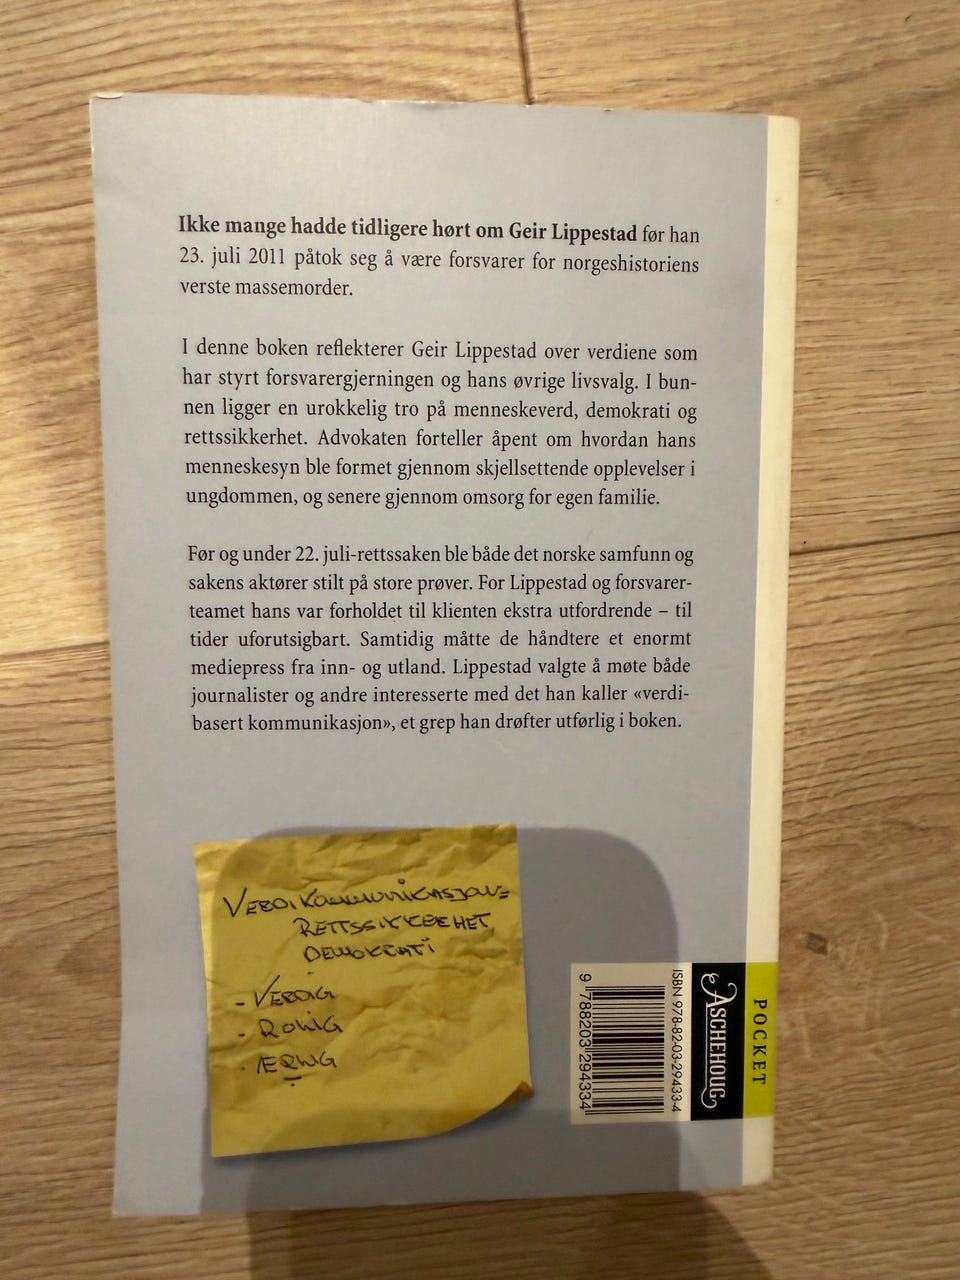 Ikke mange hadde tidligere hørt om Geir Lippestad før han
23. juli 2011 påtok seg å være forsvarer for norgeshistoriens
verste massemorder.
I denne boken reflekterer Geir Lippestad over verdiene som
har styrt forsvarergjerningen og hans øvrige livsvalg. I bun-
nen ligger en urokkelig tro på menneskeverd, demokrati og
rettssikkerhet. Advokaten forteller åpent om hvordan hans
menneskesyn ble formet gjennom skjellsettende opplevelser i
ungdommen, og senere gjennom omsorg for egen familie.
Før og under 22. juli-rettssaken ble både det norske samfunn og
sakens aktører stilt på store prøver. For Lippestad og forsvarer-
teamet hans var forholdet til klienten ekstra utfordrende – til
tider uforutsigbart. Samtidig måtte de håndtere et enormt
mediepress fra inn- og utland. Lippestad valgte å møte både
journalister og andre interesserte med det han kaller «verdi-
basert kommunikasjon», et grep han drøfter utførlig i boken.
VERDIKOMMUNIKASJON=
RETTSSIKKERHET
DEMOKRATI
- VERDIG
- ROLIG
- ÆRLIG
ISBN 978-82-03-29433-4
9 788203 294334
ASCHEHOUG
POCKET